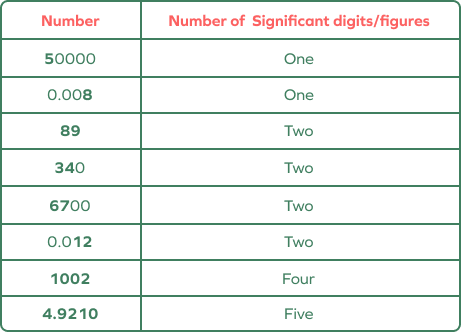 Number Number of Significant digits/figures
50000 One
0.008 One
89 Two
340 Two
6700 Two
0.012 Two
1002 Four
4.9210 Five